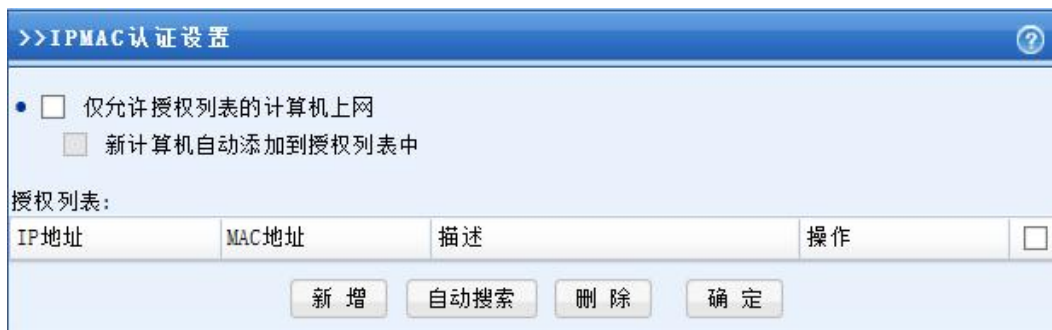 >>IPMAC认证设置
?
仅允许授权列表的计算机上网
新计算机自动添加到授权列表中
授权列表:
IP地址 MAC地址 描述 操作
新 增 自动搜索 删 除 确 定